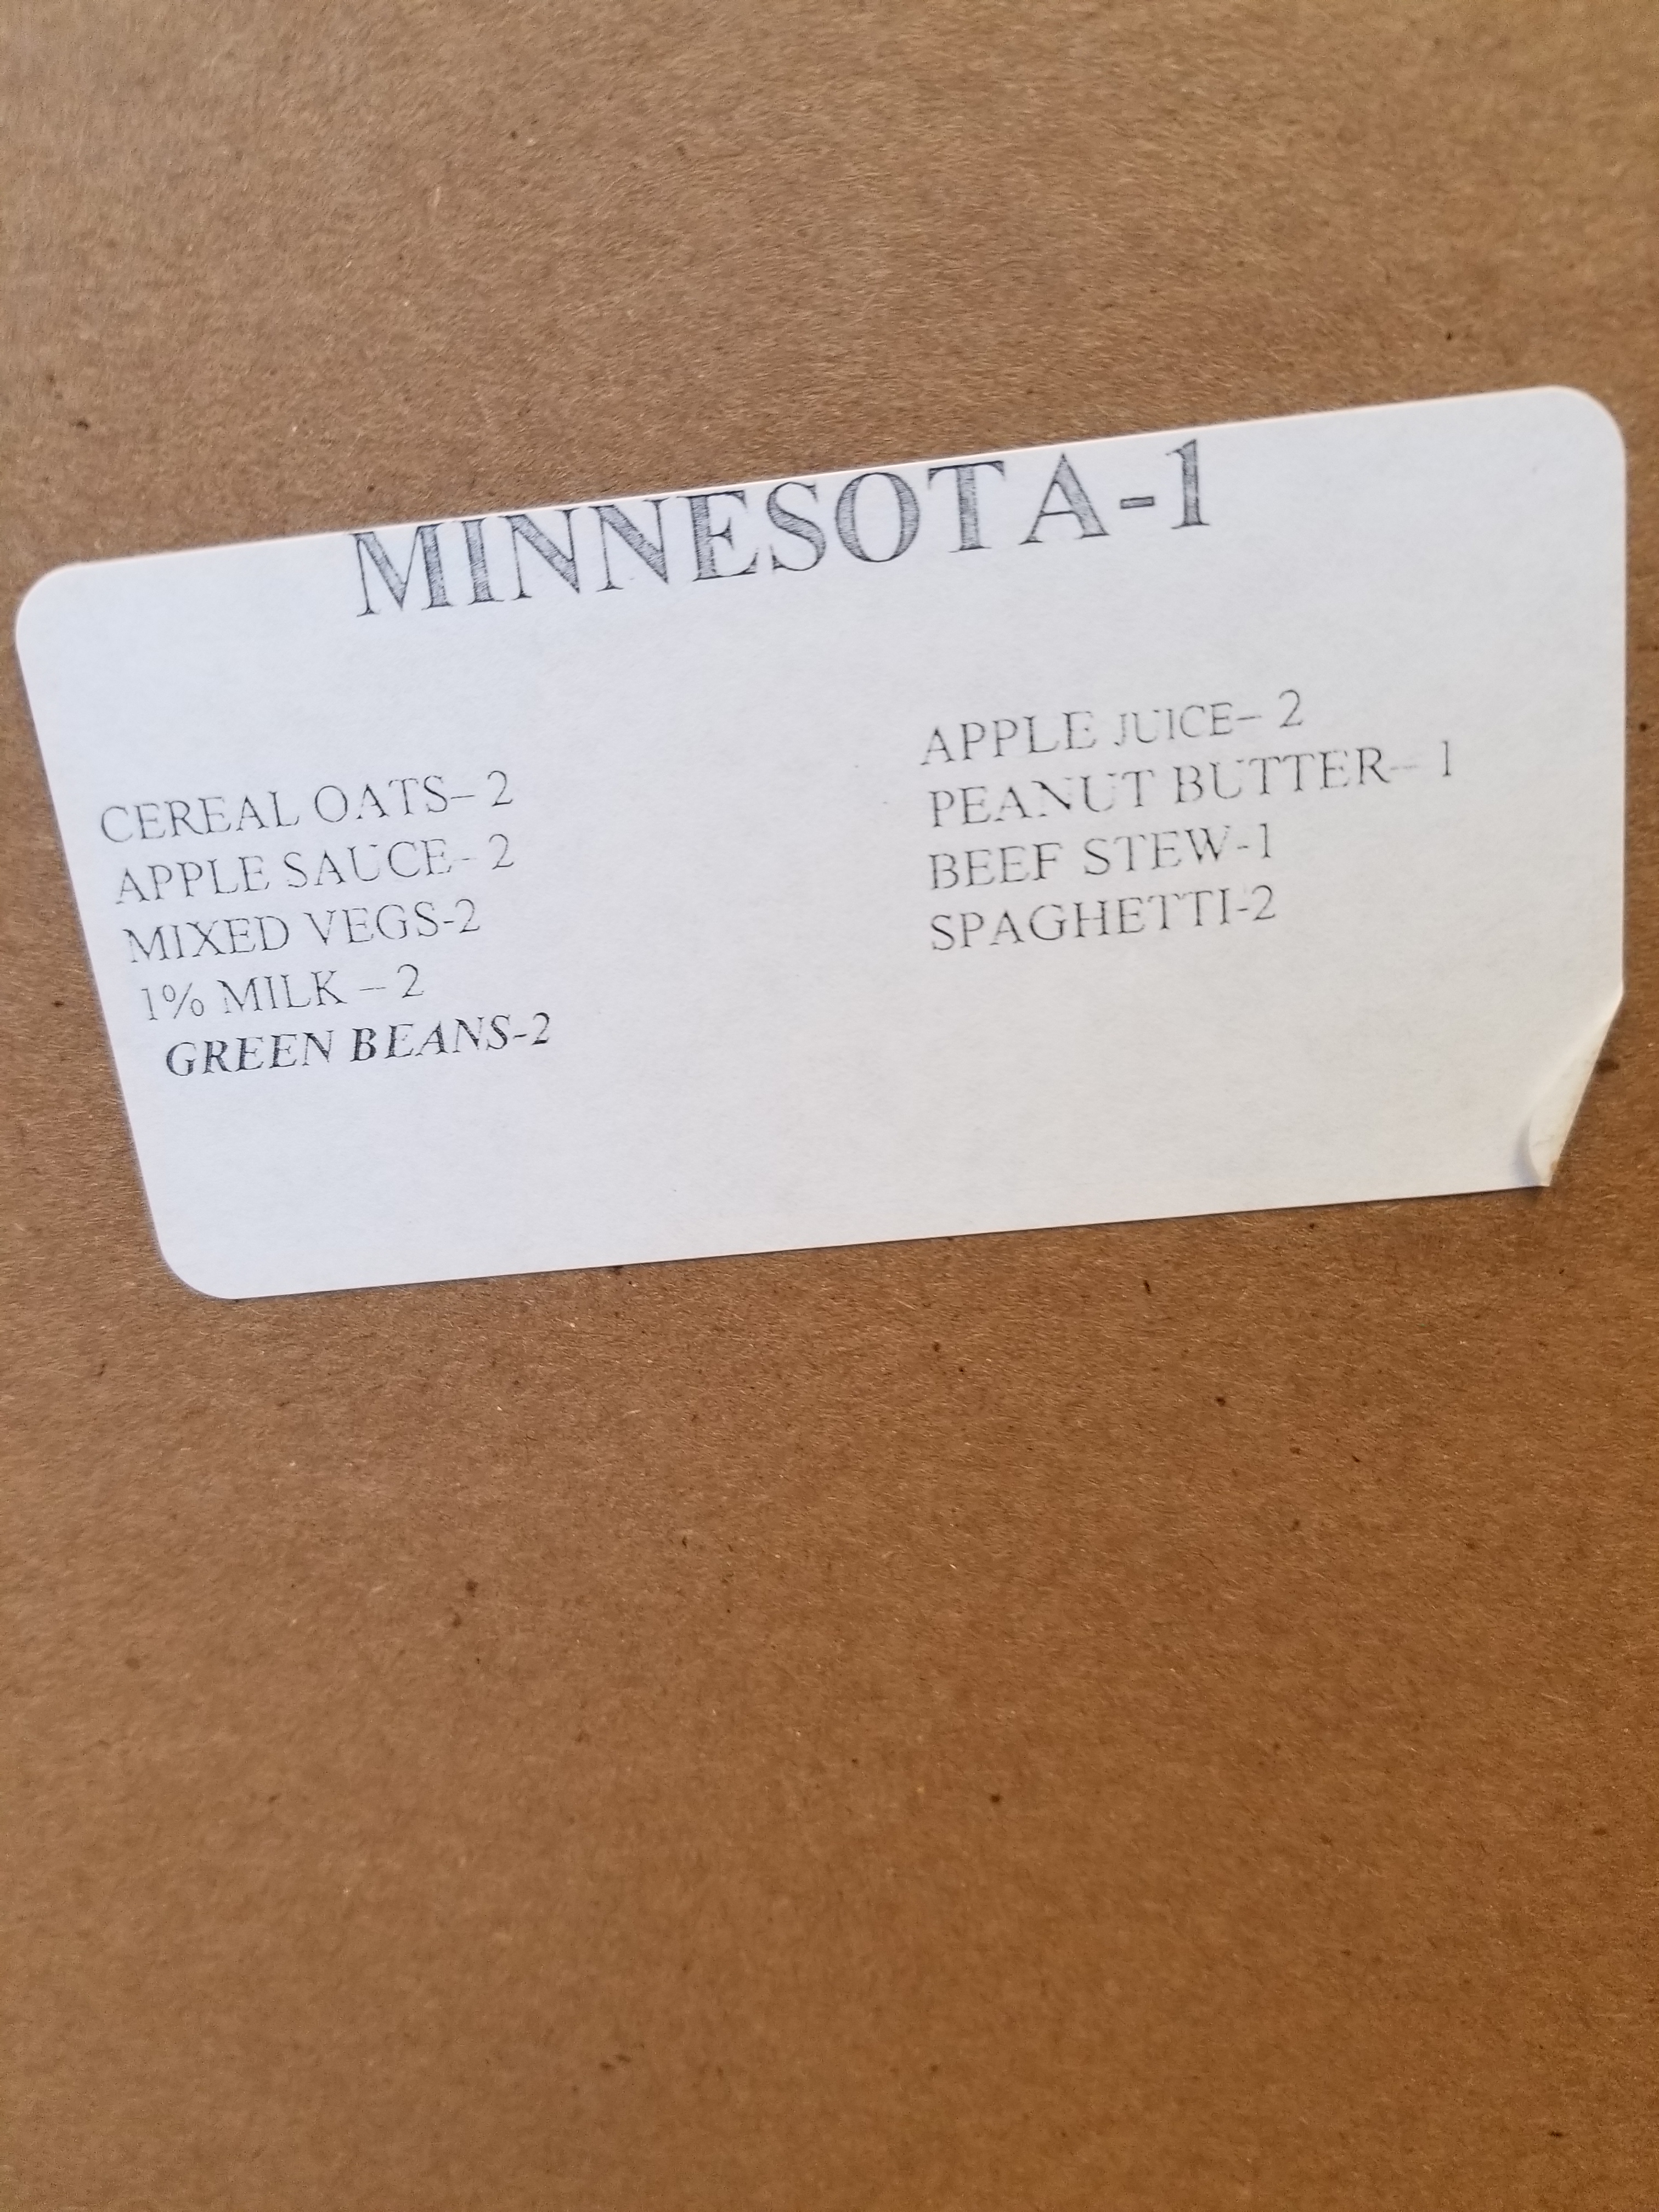 MINNESOTA-1
CEREAL OATS– 2
APPLE SAUCE– 2
MIXED VEGS-2
1% MILK – 2
GREEN BEANS-2
APPLE JUICE– 2
PEANUT BUTTER– 1
BEEF STEW-1
SPAGHETTI-2